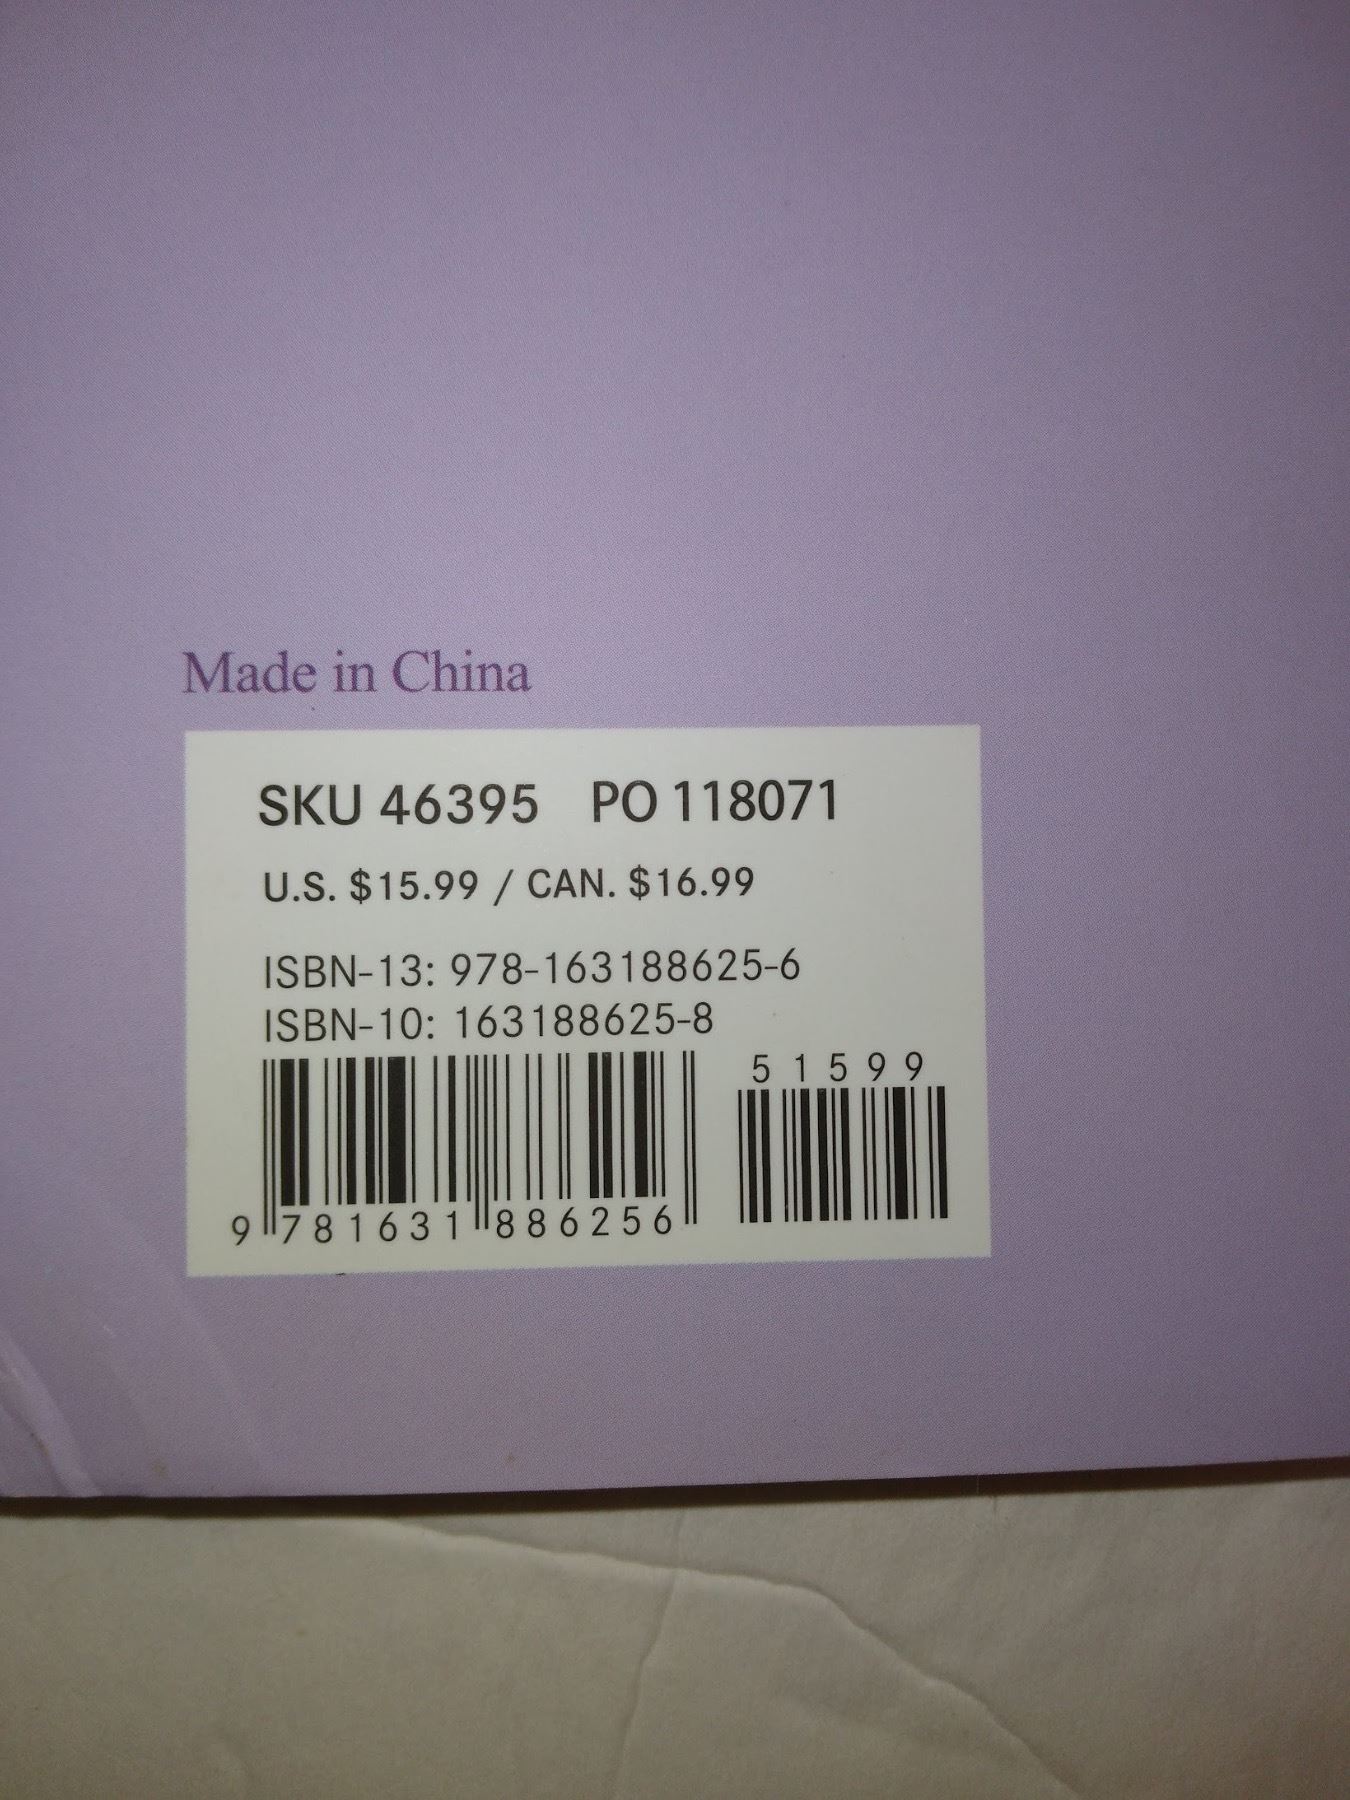 Made in China
SKU 46395 PO 118071
U.S. $15.99 / CAN. $16.99
ISBN-13: 978-163188625-6
ISBN-10: 163188625-8
51599
9 781631 886256